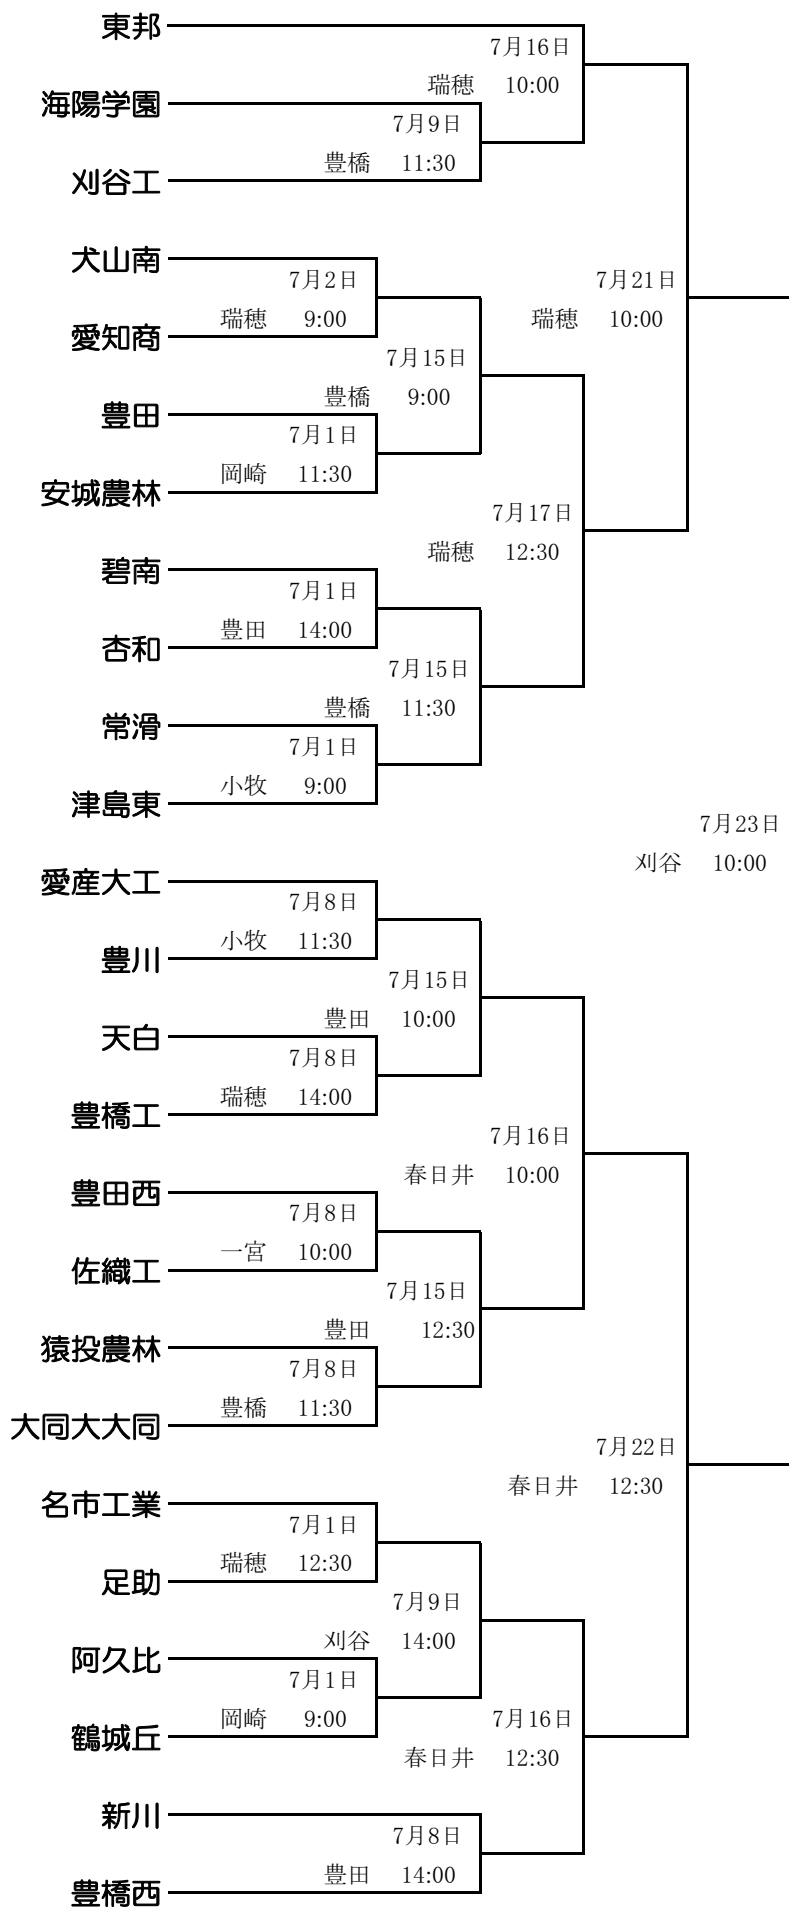 東邦
7月16日
瑞穂 10:00
海陽学園
7月9日
豊橋 11:30
刈谷工
犬山南
7月2日
7月21日
瑞穂 9:00
瑞穂 10:00
愛知商
7月15日
豊橋 9:00
豊田
7月1日
岡崎 11:30
安城農林
7月17日
瑞穂 12:30
碧南
7月1日
豊田 14:00
杏和
7月15日
豊橋 11:30
常滑
7月1日
小牧 9:00
津島東
7月23日
刈谷 10:00
愛産大工
7月8日
小牧 11:30
豊川
7月15日
豊田 10:00
天白
7月8日
瑞穂 14:00
豊橋工
7月16日
春日井 10:00
豊田西
7月8日
一宮 10:00
佐織工
7月15日
豊田 12:30
猿投農林
7月8日
豊橋 11:30
大同大大同
7月22日
春日井 12:30
名市工業
7月1日
瑞穂 12:30
足助
7月9日
刈谷 14:00
阿久比
7月1日
岡崎 9:00
鶴城丘
7月16日
春日井 12:30
新川
7月8日
豊田 14:00
豊橋西